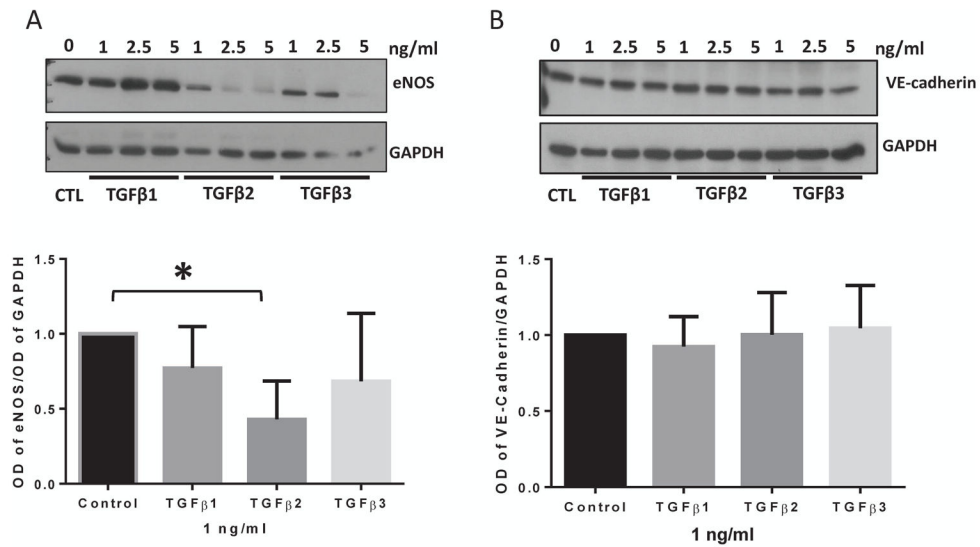 A
0 1 2.5 5 1 2.5 5 1 2.5 5 ng/ml
eNOS
GAPDH
CTL TGFβ1 TGFβ2 TGFβ3
OD of eNOS/OD of GAPDH
1.5
1.0
0.5
0.0
*
Control TGFβ1 TGFβ2 TGFβ3
1 ng/ml
B
0 1 2.5 5 1 2.5 5 1 2.5 5 ng/ml
VE-cadherin
GAPDH
CTL TGFβ1 TGFβ2 TGFβ3
OD of VE-Cadherin/GAPDH
1.5
1.0
0.5
0.0
Control TGFβ1 TGFβ2 TGFβ3
1 ng/ml